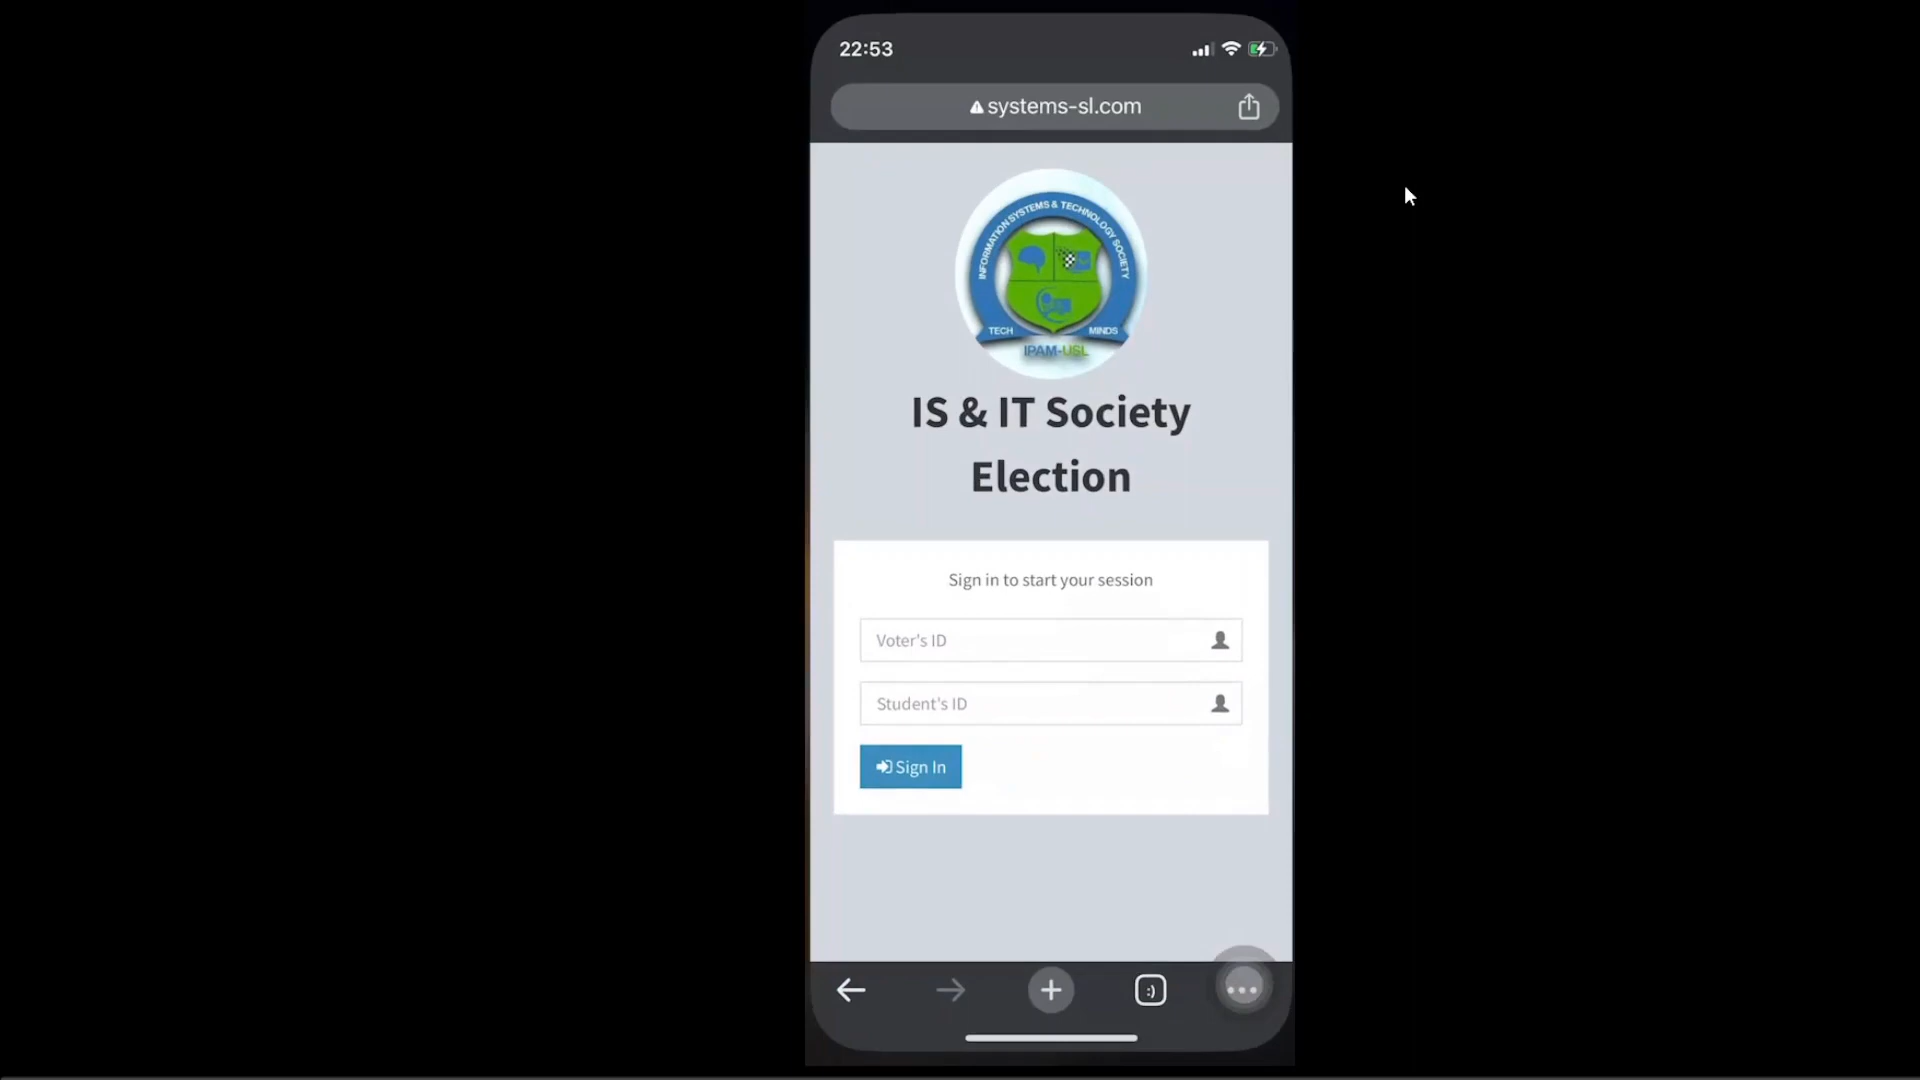 22:53
systems-sl.com
INFORMATION SYSTEMS & TECHNOLOGY SOCIETY
TECH MINDS
IPAM-USL
IS & IT Society
Election
Sign in to start your session
Voter's ID
Student's ID
Sign In
:)